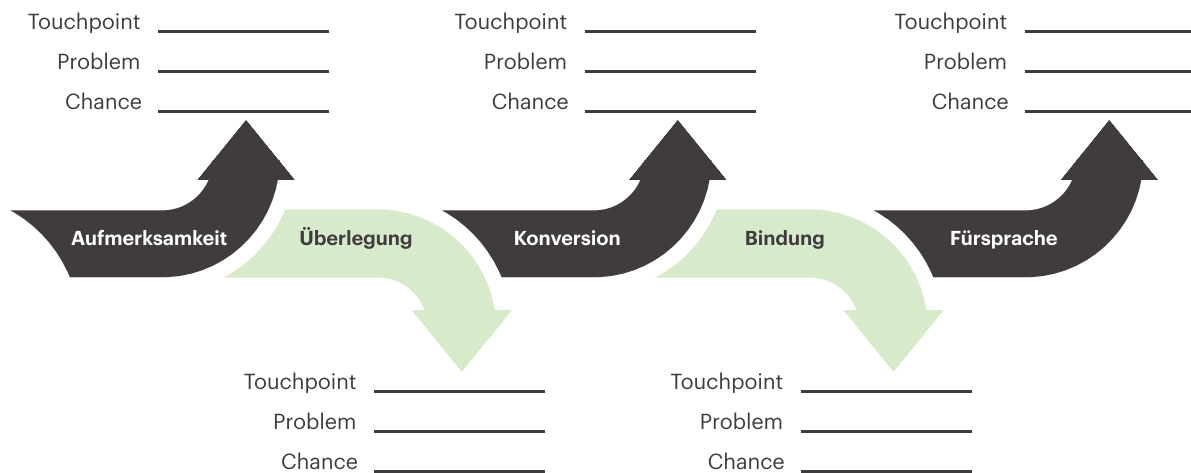 Touchpoint
Problem
Chance
Touchpoint
Problem
Chance
Touchpoint
Problem
Chance
Aufmerksamkeit
Überlegung
Konversion
Bindung
Fürsprache
Touchpoint
Problem
Chance
Touchpoint
Problem
Chance